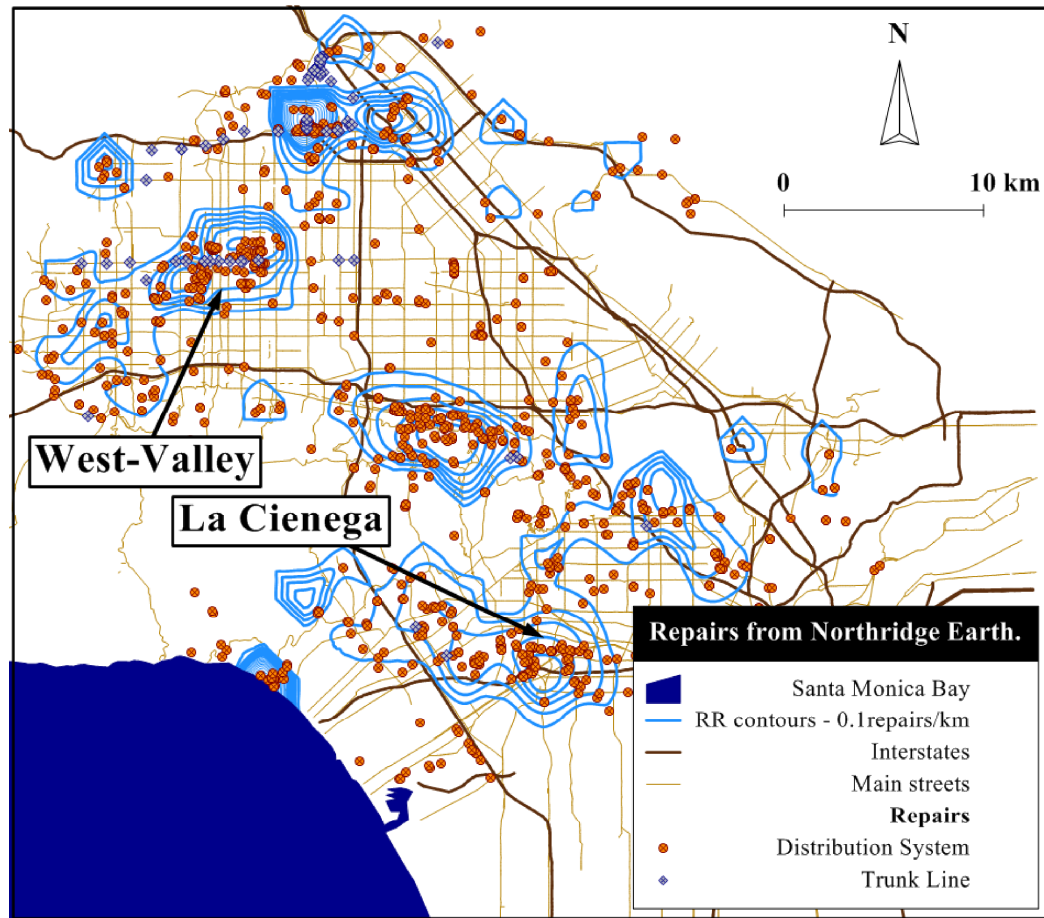 N
0 10 km
West-Valley
La Cienega
Repairs from Northridge Earth.
Santa Monica Bay
RR contours - 0.1repairs/km
Interstates
Main streets
Repairs
Distribution System
Trunk Line